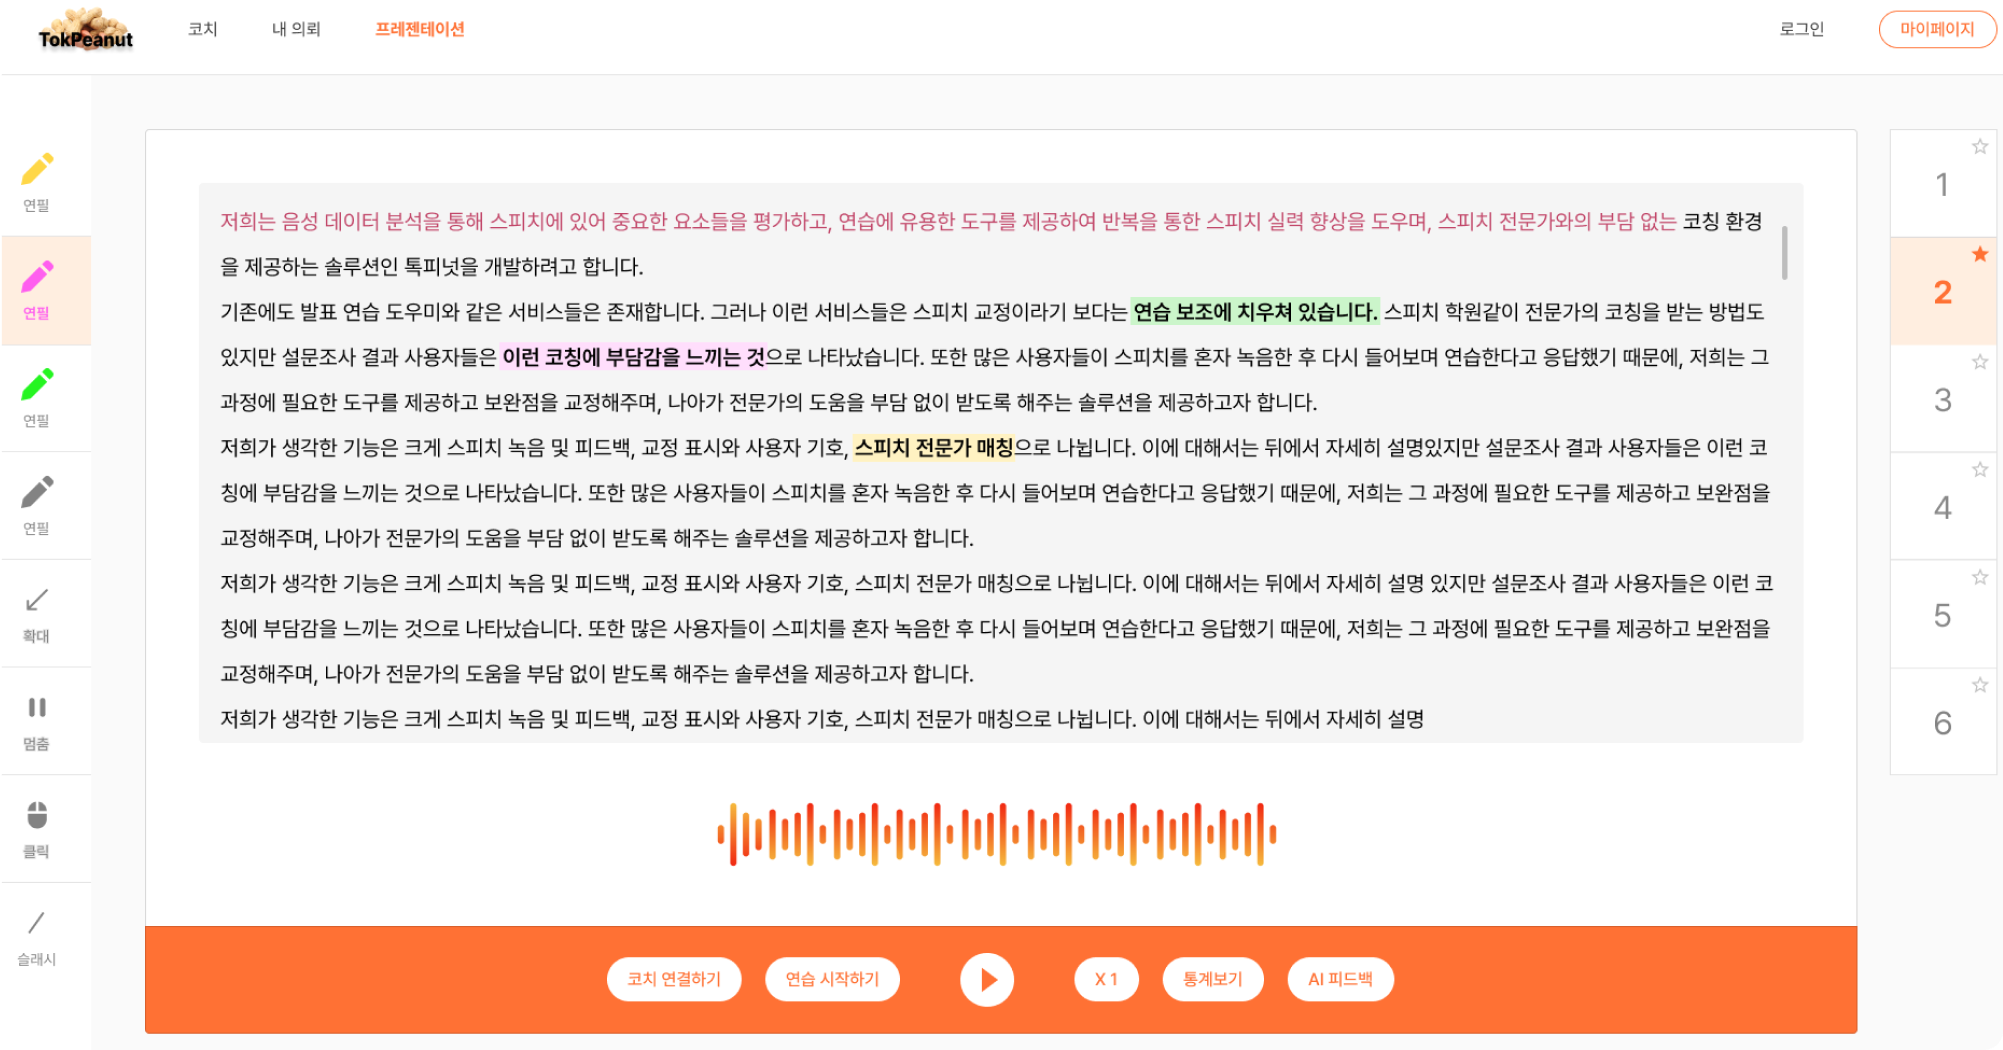 TokPeanut
코치
내 의뢰
프레젠테이션
로그인
마이페이지
연필
연필
연필
연필
확대
멈춤
클릭
슬래시
저희는 음성 데이터 분석을 통해 스피치에 있어 중요한 요소들을 평가하고, 연습에 유용한 도구를 제공하여 반복을 통한 스피치 실력 향상을 도우며, 스피치 전문가와의 부담 없는 코칭 환경
을 제공하는 솔루션인 톡피넛을 개발하려고 합니다.
기존에도 발표 연습 도우미와 같은 서비스들은 존재합니다. 그러나 이런 서비스들은 스피치 교정이라기 보다는 연습 보조에 치우쳐 있습니다. 스피치 학원같이 전문가의 코칭을 받는 방법도
있지만 설문조사 결과 사용자들은 이런 코칭에 부담감을 느끼는 것으로 나타났습니다. 또한 많은 사용자들이 스피치를 혼자 녹음한 후 다시 들어보며 연습한다고 응답했기 때문에, 저희는 그
과정에 필요한 도구를 제공하고 보완점을 교정해주며, 나아가 전문가의 도움을 부담 없이 받도록 해주는 솔루션을 제공하고자 합니다.
저희가 생각한 기능은 크게 스피치 녹음 및 피드백, 교정 표시와 사용자 기호, 스피치 전문가 매칭으로 나뉩니다. 이에 대해서는 뒤에서 자세히 설명있지만 설문조사 결과 사용자들은 이런 코
칭에 부담감을 느끼는 것으로 나타났습니다. 또한 많은 사용자들이 스피치를 혼자 녹음한 후 다시 들어보며 연습한다고 응답했기 때문에, 저희는 그 과정에 필요한 도구를 제공하고 보완점을
교정해주며, 나아가 전문가의 도움을 부담 없이 받도록 해주는 솔루션을 제공하고자 합니다.
저희가 생각한 기능은 크게 스피치 녹음 및 피드백, 교정 표시와 사용자 기호, 스피치 전문가 매칭으로 나뉩니다. 이에 대해서는 뒤에서 자세히 설명 있지만 설문조사 결과 사용자들은 이런 코
칭에 부담감을 느끼는 것으로 나타났습니다. 또한 많은 사용자들이 스피치를 혼자 녹음한 후 다시 들어보며 연습한다고 응답했기 때문에, 저희는 그 과정에 필요한 도구를 제공하고 보완점을
교정해주며, 나아가 전문가의 도움을 부담 없이 받도록 해주는 솔루션을 제공하고자 합니다.
저희가 생각한 기능은 크게 스피치 녹음 및 피드백, 교정 표시와 사용자 기호, 스피치 전문가 매칭으로 나뉩니다. 이에 대해서는 뒤에서 자세히 설명
코치 연결하기
연습 시작하기
X 1
통계보기
AI 피드백
1
2
3
4
5
6